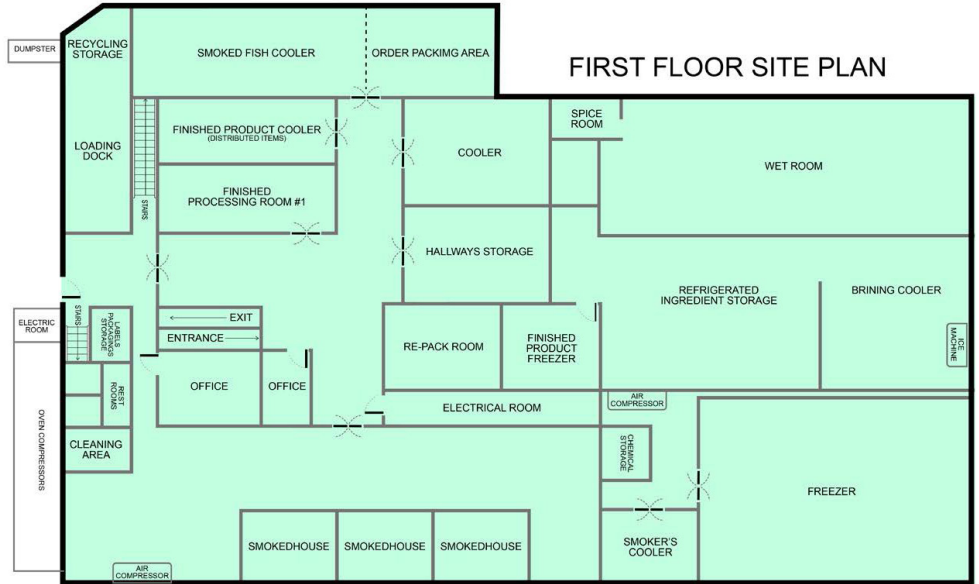 FIRST FLOOR SITE PLAN
DUMPSTER
RECYCLING
STORAGE
SMOKED FISH COOLER
ORDER PACKIMG AREA
LOADING
DOCK
STAIRS
FINISHED PRODUCT COOLER
(DISTRIBUTED ITEMS)
FINISHED
PROCESSING ROOM #1
COOLER
SPICE
ROOM
WET ROOM
HALLWAYS STORAGE
REFRIGERATED
INGREDIENT STORAGE
BRINING COOLER
ICE
MACHINE
ELECTRIC
ROOM
STAIRS
LABELS
PACKAGINGS
STORAGE
EXIT
ENTRANCE
RE-PACK ROOM
FINISHED
PRODUCT
FREEZER
OFFICE
OFFICE
REST
ROOMS
ELECTRICAL ROOM
AIR
COMPRESSOR
OVEN COMPRESSORS
CLEANING
AREA
CHEMICAL
STORAGE
FREEZER
SMOKEDHOUSE
SMOKEDHOUSE
SMOKEDHOUSE
SMOKER'S
COOLER
AIR
COMPRESSOR